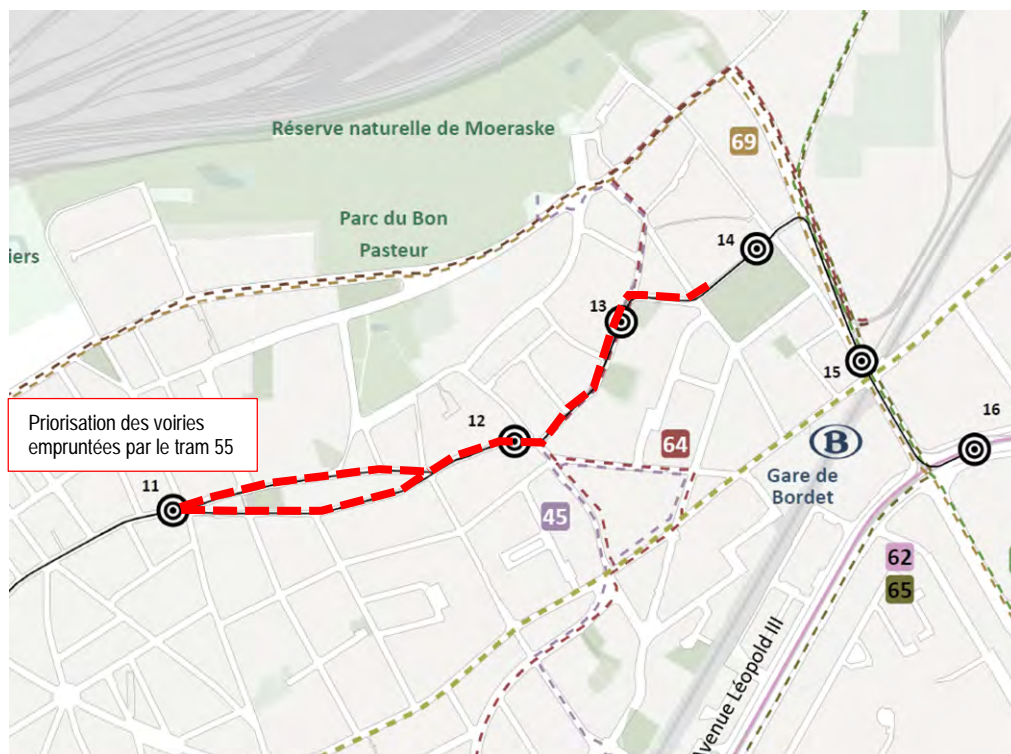 Réserve naturelle de Moeraske
69
Parc du Bon
Pasteur
iers
14
13
15
Priorisation des voiries
empruntées par le tram 55
12
16
64
B
Gare de
Bordet
11
45
62
65
Avenue Léopold III